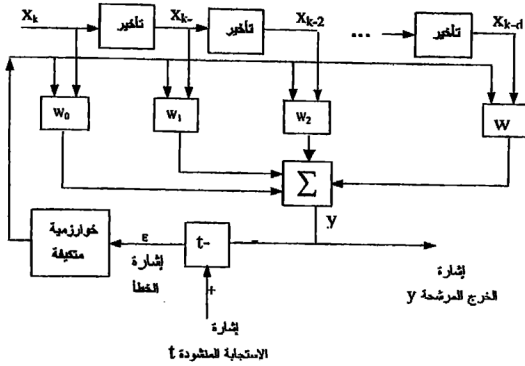 Xk تأخير Xk- تأخير Xk-2 ... تأخير Xk-d
W0 W1 W2 W
Σ
y
خوارزمية
متكيفة
ε
إشارة
الخطأ
t-
-
+
إشارة
الخرج المرشحة y
إشارة
الاستجابة المنشودة t